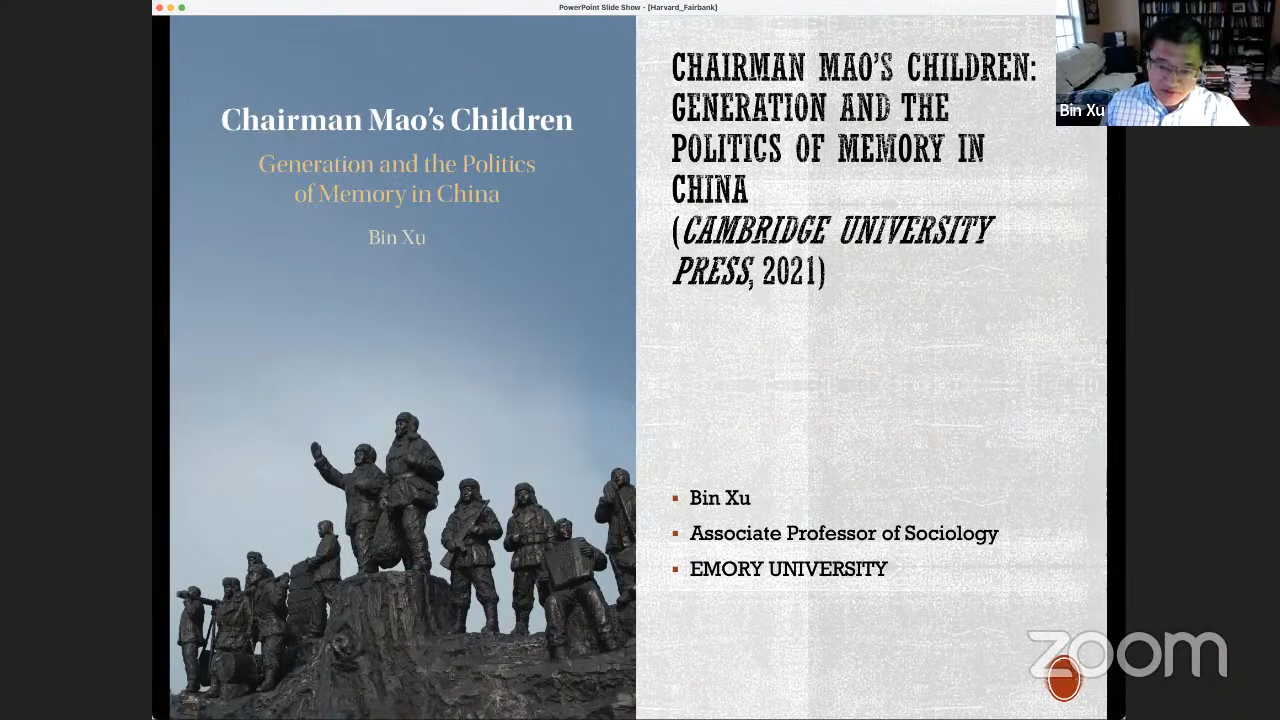 PowerPoint Slide Show - [Harvard_Fairbank]
Chairman Mao's Children
Generation and the Politics
of Memory in China
Bin Xu
CHAIRMAN MAO'S CHILDREN:
GENERATION AND THE
POLITICS OF MEMORY IN
CHINA
(CAMBRIDGE UNIVERSITY
PRESS, 2021)
Bin Xu
▪ Bin Xu
▪ Associate Professor of Sociology
▪ EMORY UNIVERSITY
zoom